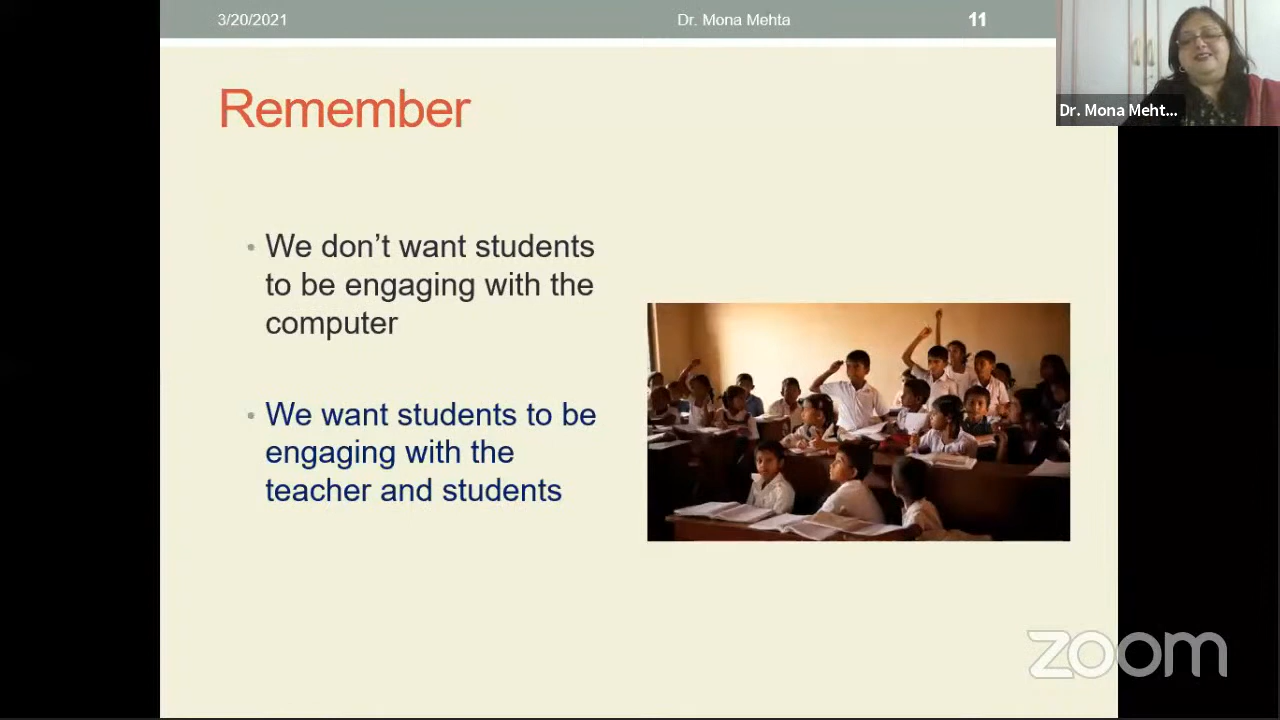 3/20/2021
Dr. Mona Mehta
11
Dr. Mona Meht...
Remember
• We don’t want students
to be engaging with the
computer
• We want students to be
engaging with the
teacher and students
zoom